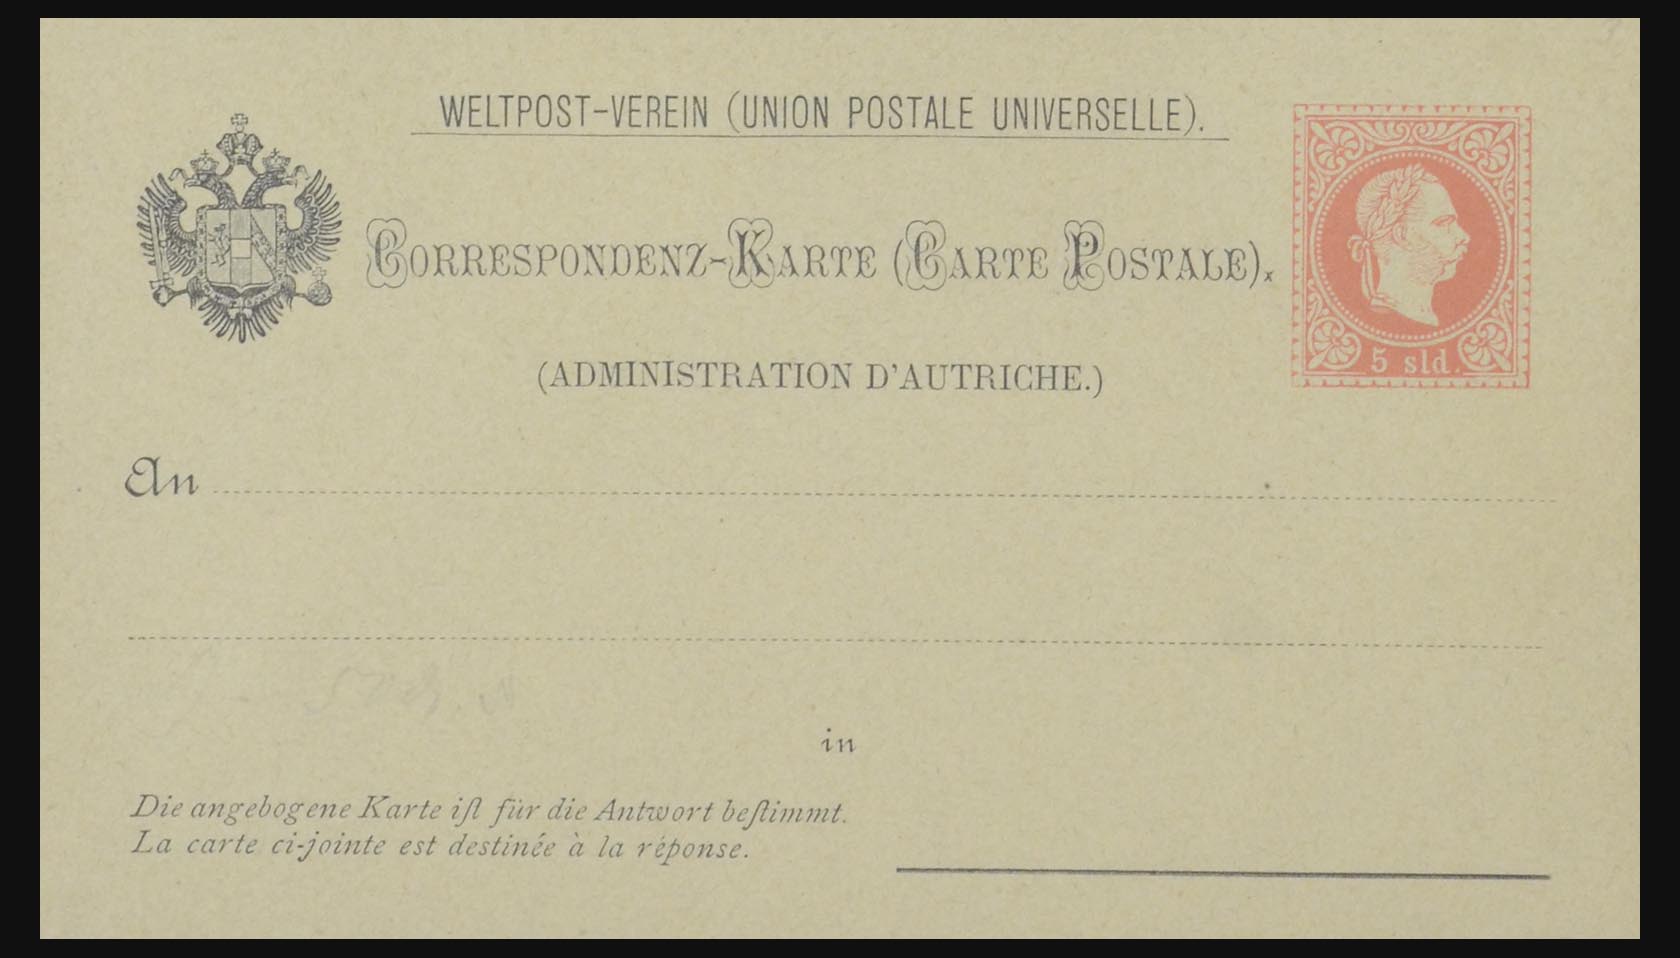 WELTPOST-VEREIN (UNION POSTALE UNIVERSELLE).
CORRESPONDENZ-KARTE (CARTE POSTALE).
(ADMINISTRATION D'AUTRICHE.)
5 sld.
An
in
Die angebogene Karte iſt für die Antwort beſtimmt.
La carte ci-jointe est destinée à la réponse.